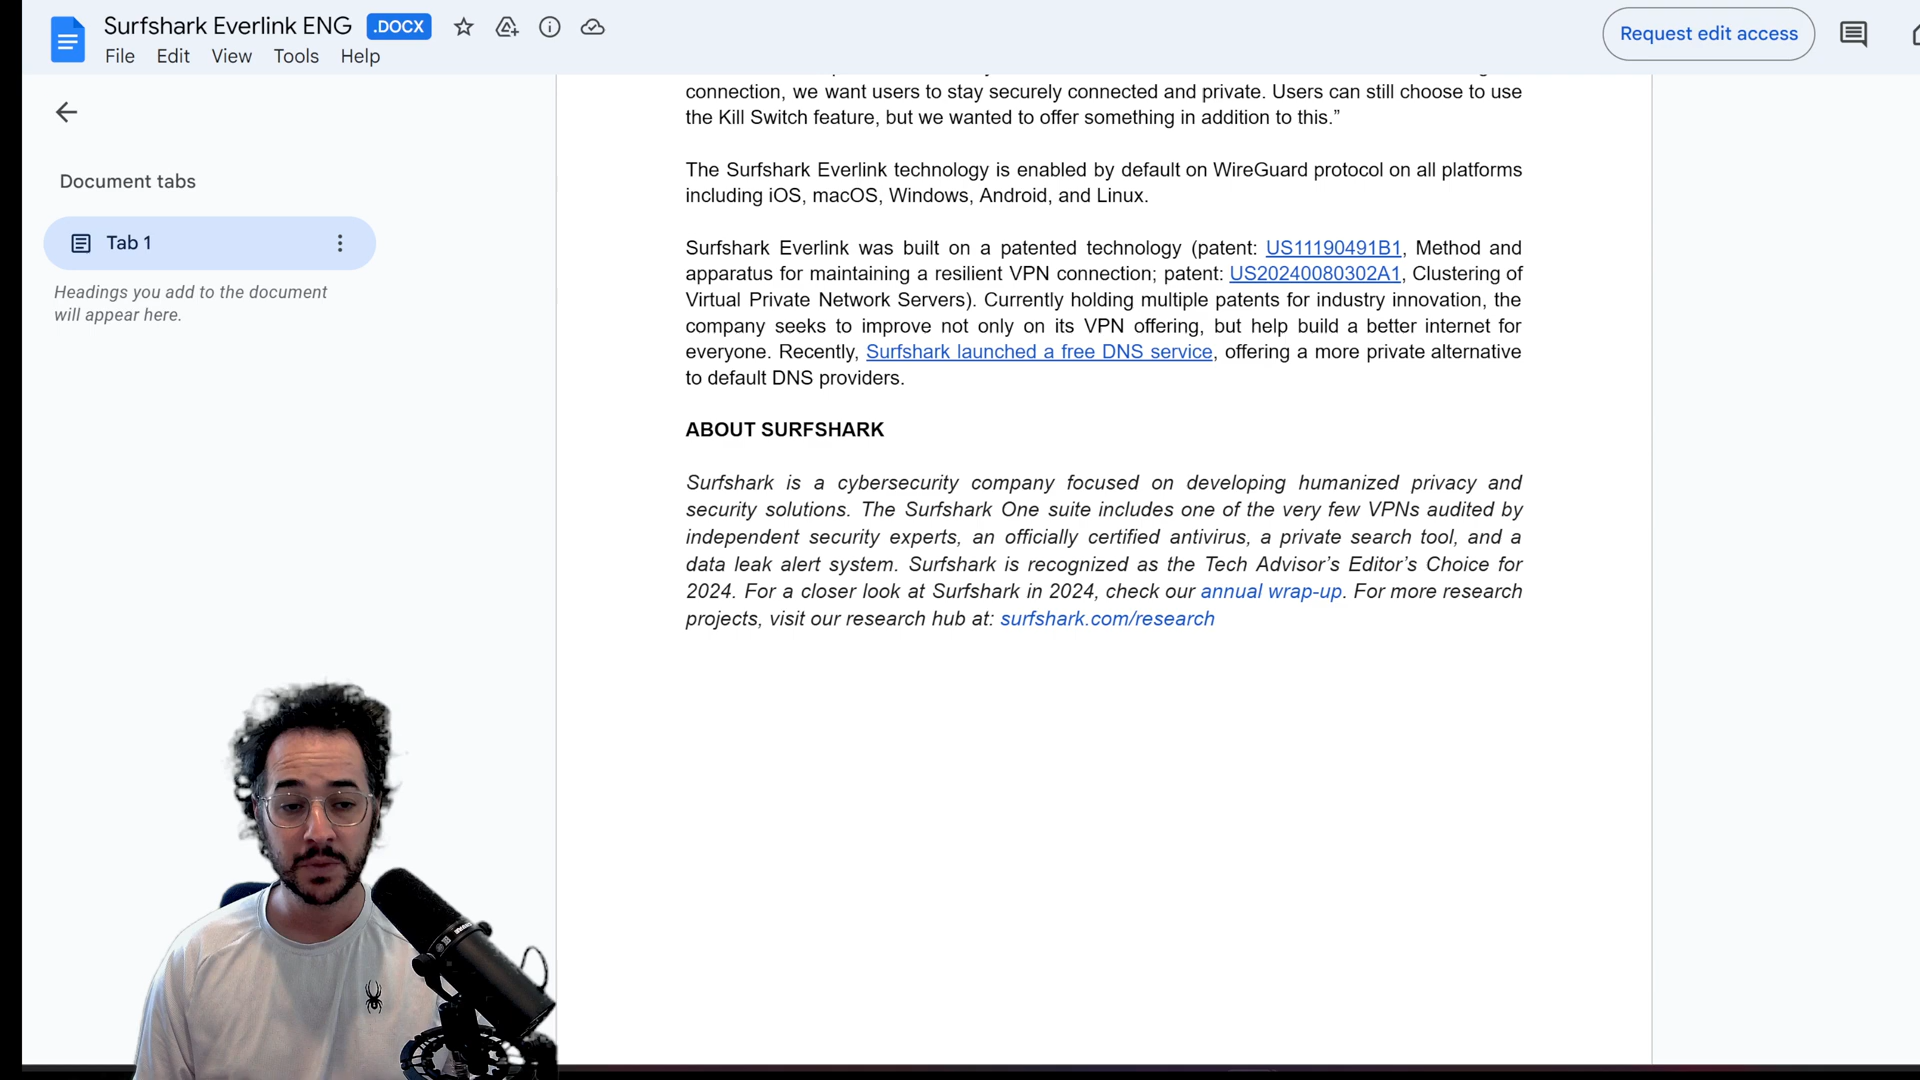 Surfshark Everlink ENG
.DOCX
File Edit View Tools Help
Request edit access
Document tabs
Tab 1
Headings you add to the document
will appear here.
connection, we want users to stay securely connected and private. Users can still choose to use
the Kill Switch feature, but we wanted to offer something in addition to this.”
The Surfshark Everlink technology is enabled by default on WireGuard protocol on all platforms
including iOS, macOS, Windows, Android, and Linux.
Surfshark Everlink was built on a patented technology (patent: US11190491B1, Method and
apparatus for maintaining a resilient VPN connection; patent: US20240080302A1, Clustering of
Virtual Private Network Servers). Currently holding multiple patents for industry innovation, the
company seeks to improve not only on its VPN offering, but help build a better internet for
everyone. Recently, Surfshark launched a free DNS service, offering a more private alternative
to default DNS providers.
ABOUT SURFSHARK
Surfshark is a cybersecurity company focused on developing humanized privacy and
security solutions. The Surfshark One suite includes one of the very few VPNs audited by
independent security experts, an officially certified antivirus, a private search tool, and a
data leak alert system. Surfshark is recognized as the Tech Advisor’s Editor’s Choice for
2024. For a closer look at Surfshark in 2024, check our annual wrap-up. For more research
projects, visit our research hub at: surfshark.com/research